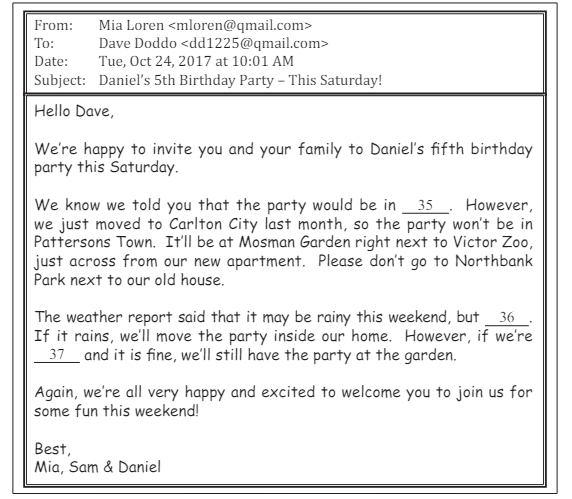 From: Mia Loren <mloren@qmail.com>
To: Dave Doddo <dd1225@qmail.com>
Date: Tue, Oct 24, 2017 at 10:01 AM
Subject: Daniel's 5th Birthday Party – This Saturday!
Hello Dave,
We're happy to invite you and your family to Daniel's fifth birthday
party this Saturday.
We know we told you that the party would be in 35 . However,
we just moved to Carlton City last month, so the party won't be in
Pattersons Town. It'll be at Mosman Garden right next to Victor Zoo,
just across from our new apartment. Please don't go to Northbank
Park next to our old house.
The weather report said that it may be rainy this weekend, but 36 .
If it rains, we'll move the party inside our home. However, if we're
37 and it is fine, we'll still have the party at the garden.
Again, we're all very happy and excited to welcome you to join us for
some fun this weekend!
Best,
Mia, Sam & Daniel